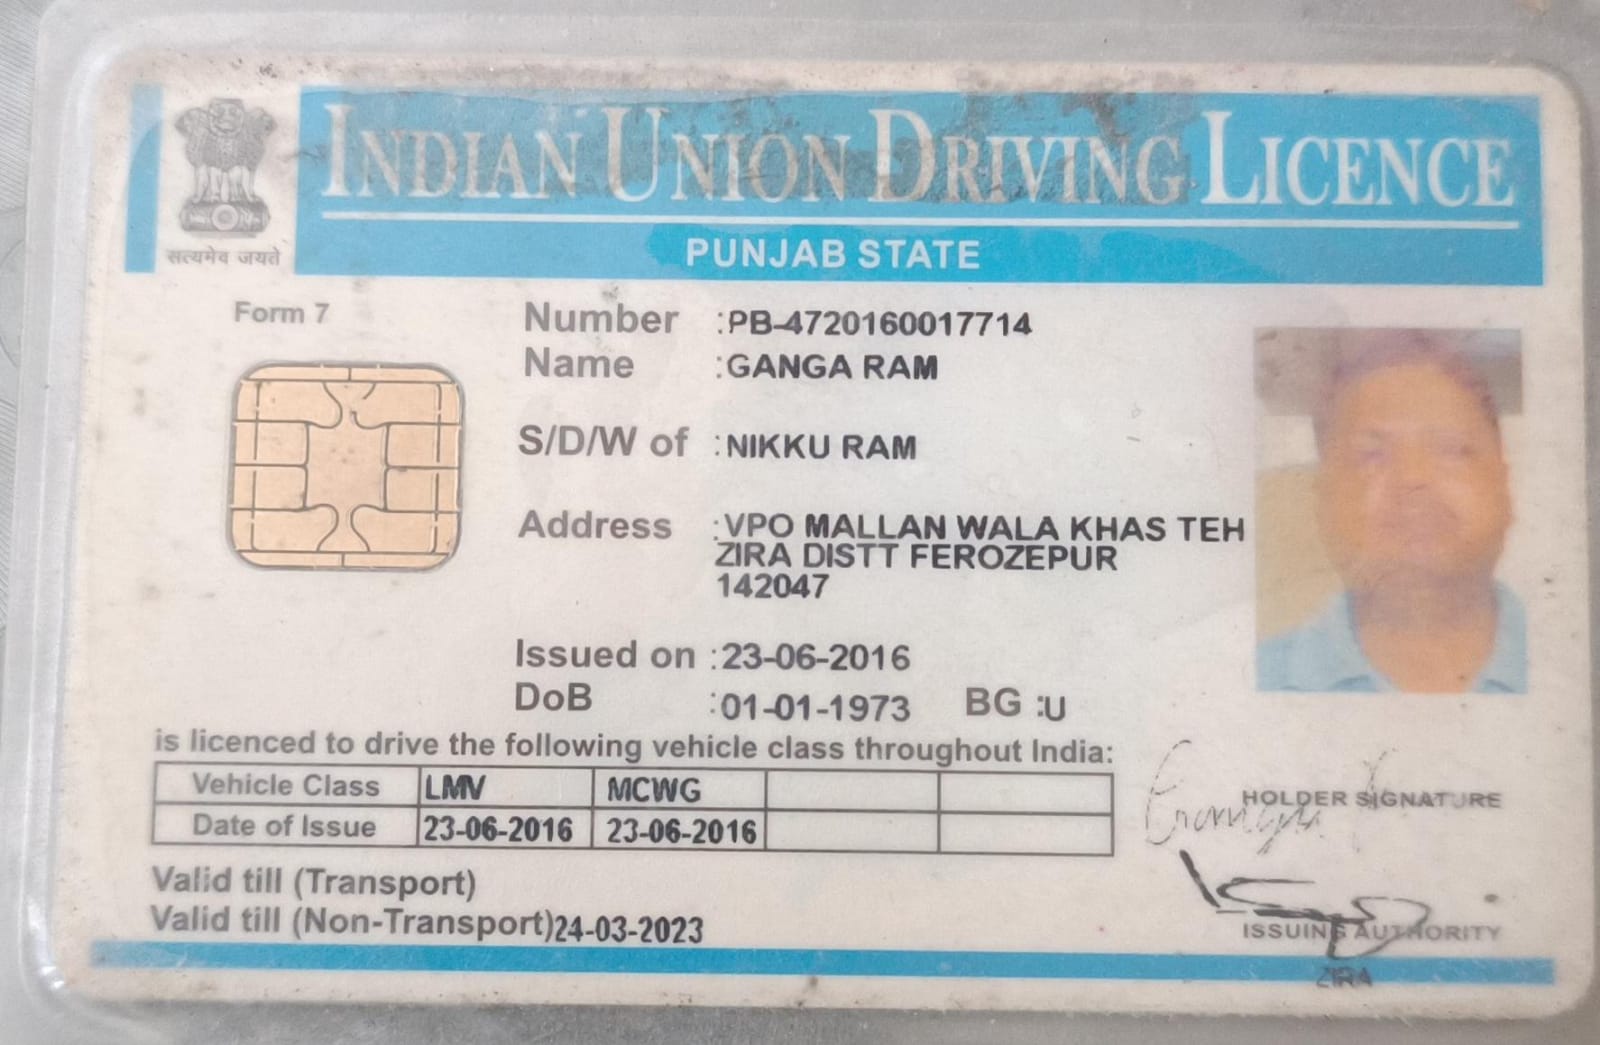 INDIAN UNION DRIVING LICENCE
सत्यमेव जयते
PUNJAB STATE
Form 7
Number :PB-4720160017714
Name :GANGA RAM
S/D/W of :NIKKU RAM
Address :VPO MALLAN WALA KHAS TEH
ZIRA DISTT FEROZEPUR
142047
Issued on :23-06-2016
DoB :01-01-1973 BG :U
is licenced to drive the following vehicle class throughout India:
Vehicle Class LMV MCWG
Date of Issue 23-06-2016 23-06-2016
HOLDER SIGNATURE
Valid till (Transport)
Valid till (Non-Transport)24-03-2023
ISSUING AUTHORITY
ZIRA